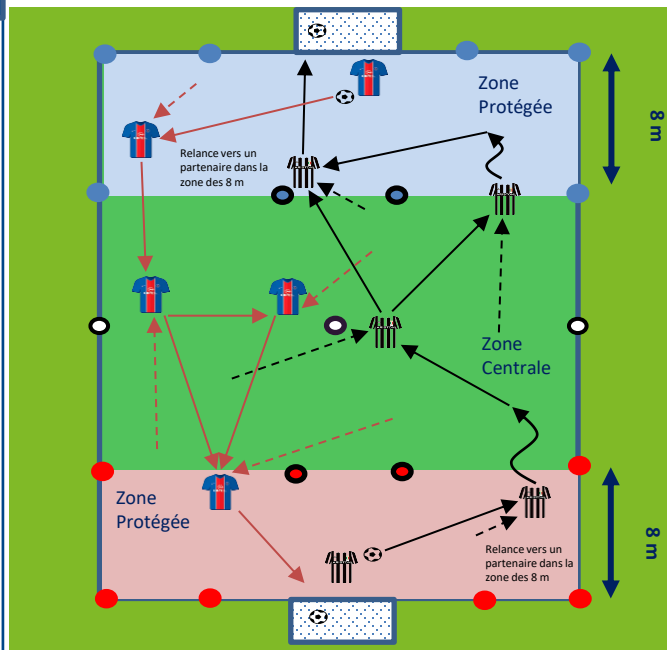 Zone
Protégée
8 m
Relance vers un
partenaire dans la
zone des 8 m
Zone
Centrale
Zone
Protégée
8 m
Relance vers un
partenaire dans la
zone des 8 m